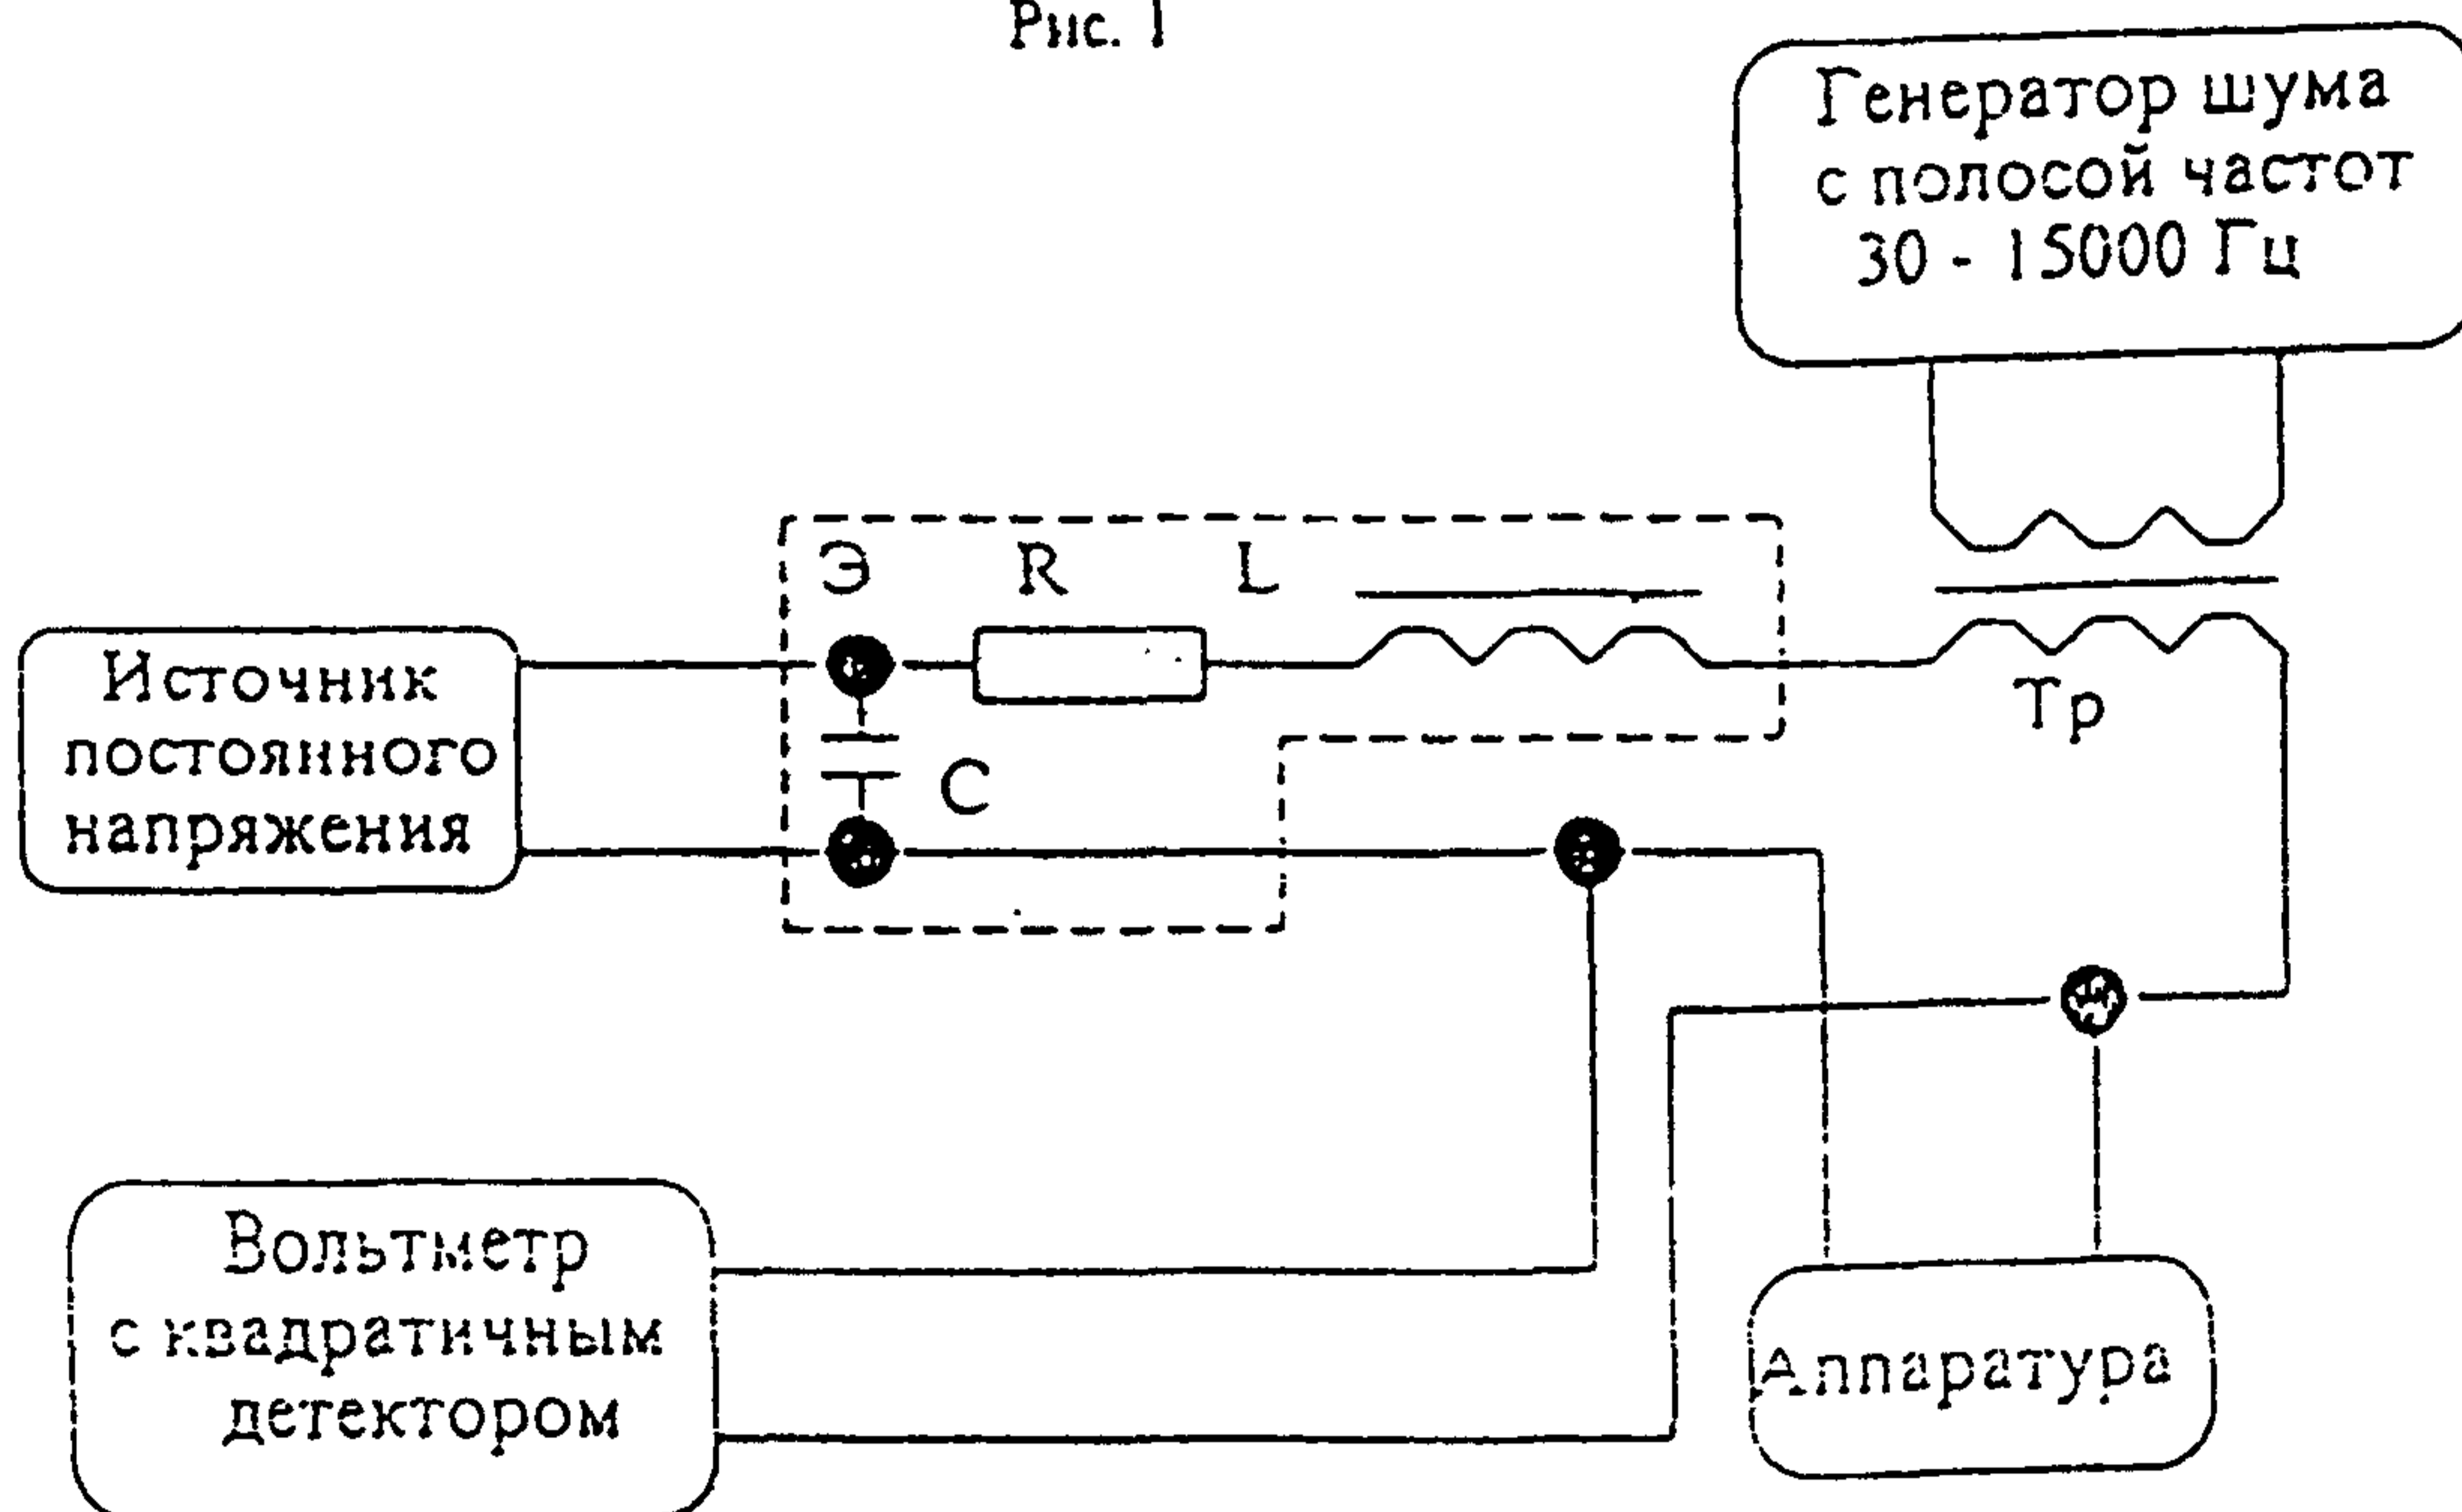 Рис. 1
Генератор шума
с полосой частот
30 - 15000 Гц
Э R L
Источник
постоянного
напряжения
Тр
С
Вольтметр
с квадратичным
детектором
Аппаратура